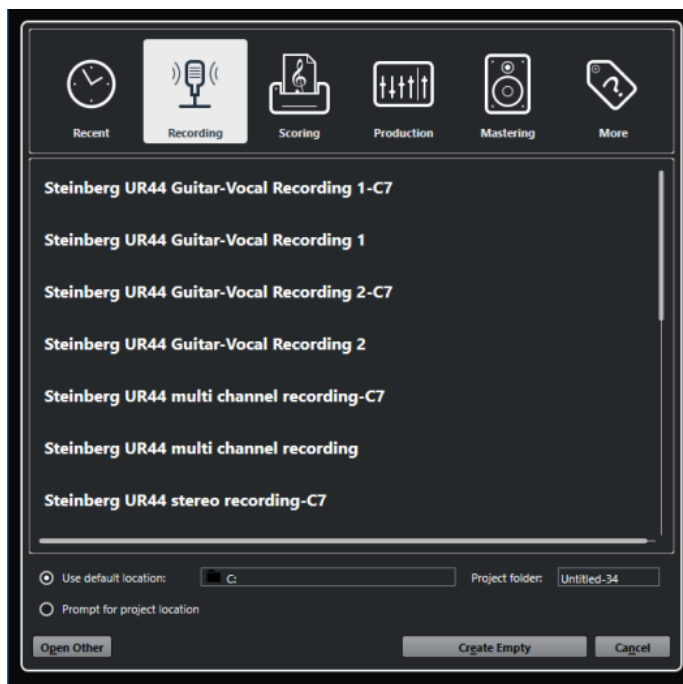 Recent Recording Scoring Production Mastering More
Steinberg UR44 Guitar-Vocal Recording 1-C7
Steinberg UR44 Guitar-Vocal Recording 1
Steinberg UR44 Guitar-Vocal Recording 2-C7
Steinberg UR44 Guitar-Vocal Recording 2
Steinberg UR44 multi channel recording-C7
Steinberg UR44 multi channel recording
Steinberg UR44 stereo recording-C7
Use default location: C: Project folder: Untitled-34
Prompt for project location
Open Other Create Empty Cancel